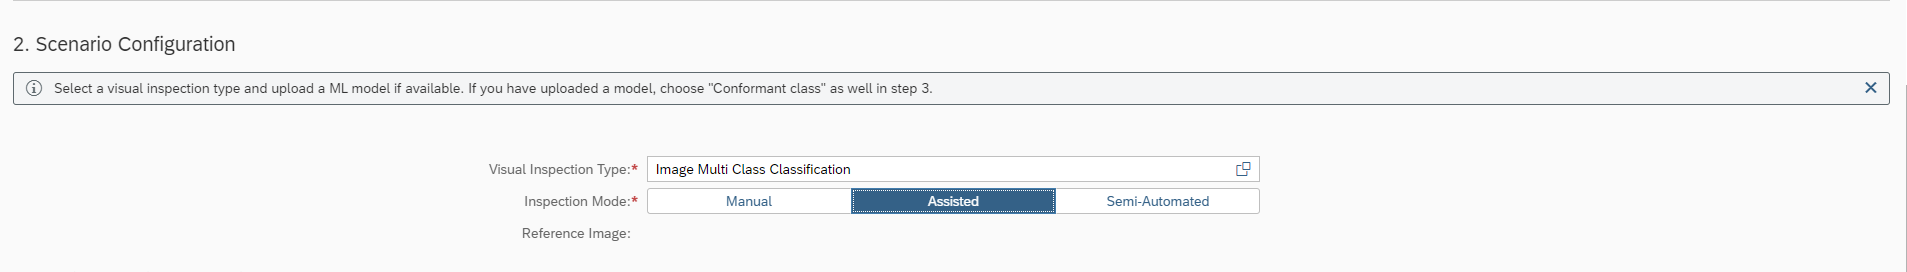 2. Scenario Configuration
Select a visual inspection type and upload a ML model if available. If you have uploaded a model, choose "Conformant class" as well in step 3.
Visual Inspection Type:* Image Multi Class Classification
Inspection Mode:* Manual Assisted Semi-Automated
Reference Image: